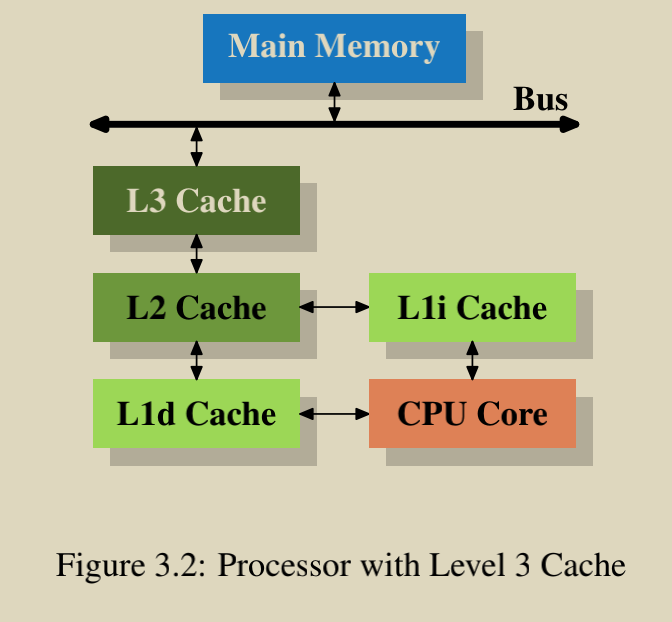 Main Memory
Bus
L3 Cache
L2 Cache
L1i Cache
L1d Cache
CPU Core
Figure 3.2: Processor with Level 3 Cache